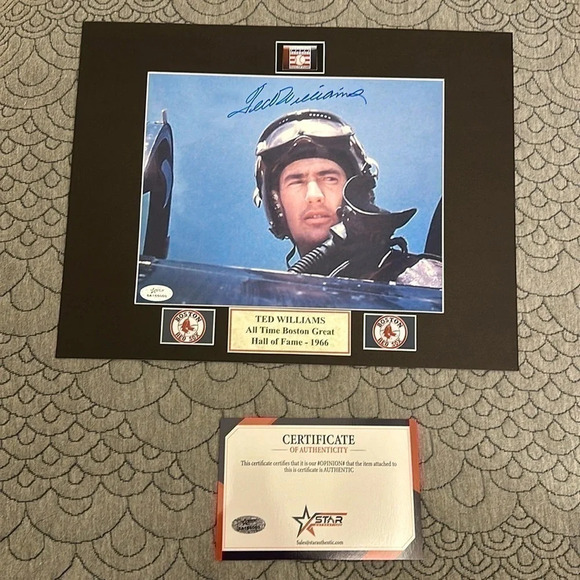 Ted Williams
BOSTON
RED SOX
BOSTON
RED SOX
TED WILLIAMS
All Time Boston Great
Hall of Fame - 1966
CERTIFICATE
OF AUTHENTICITY
This certificate certifies that it is our #OPINION# that the item attached to
this is certificate is AUTHENTIC
STAR
Sales@starauthentic.com